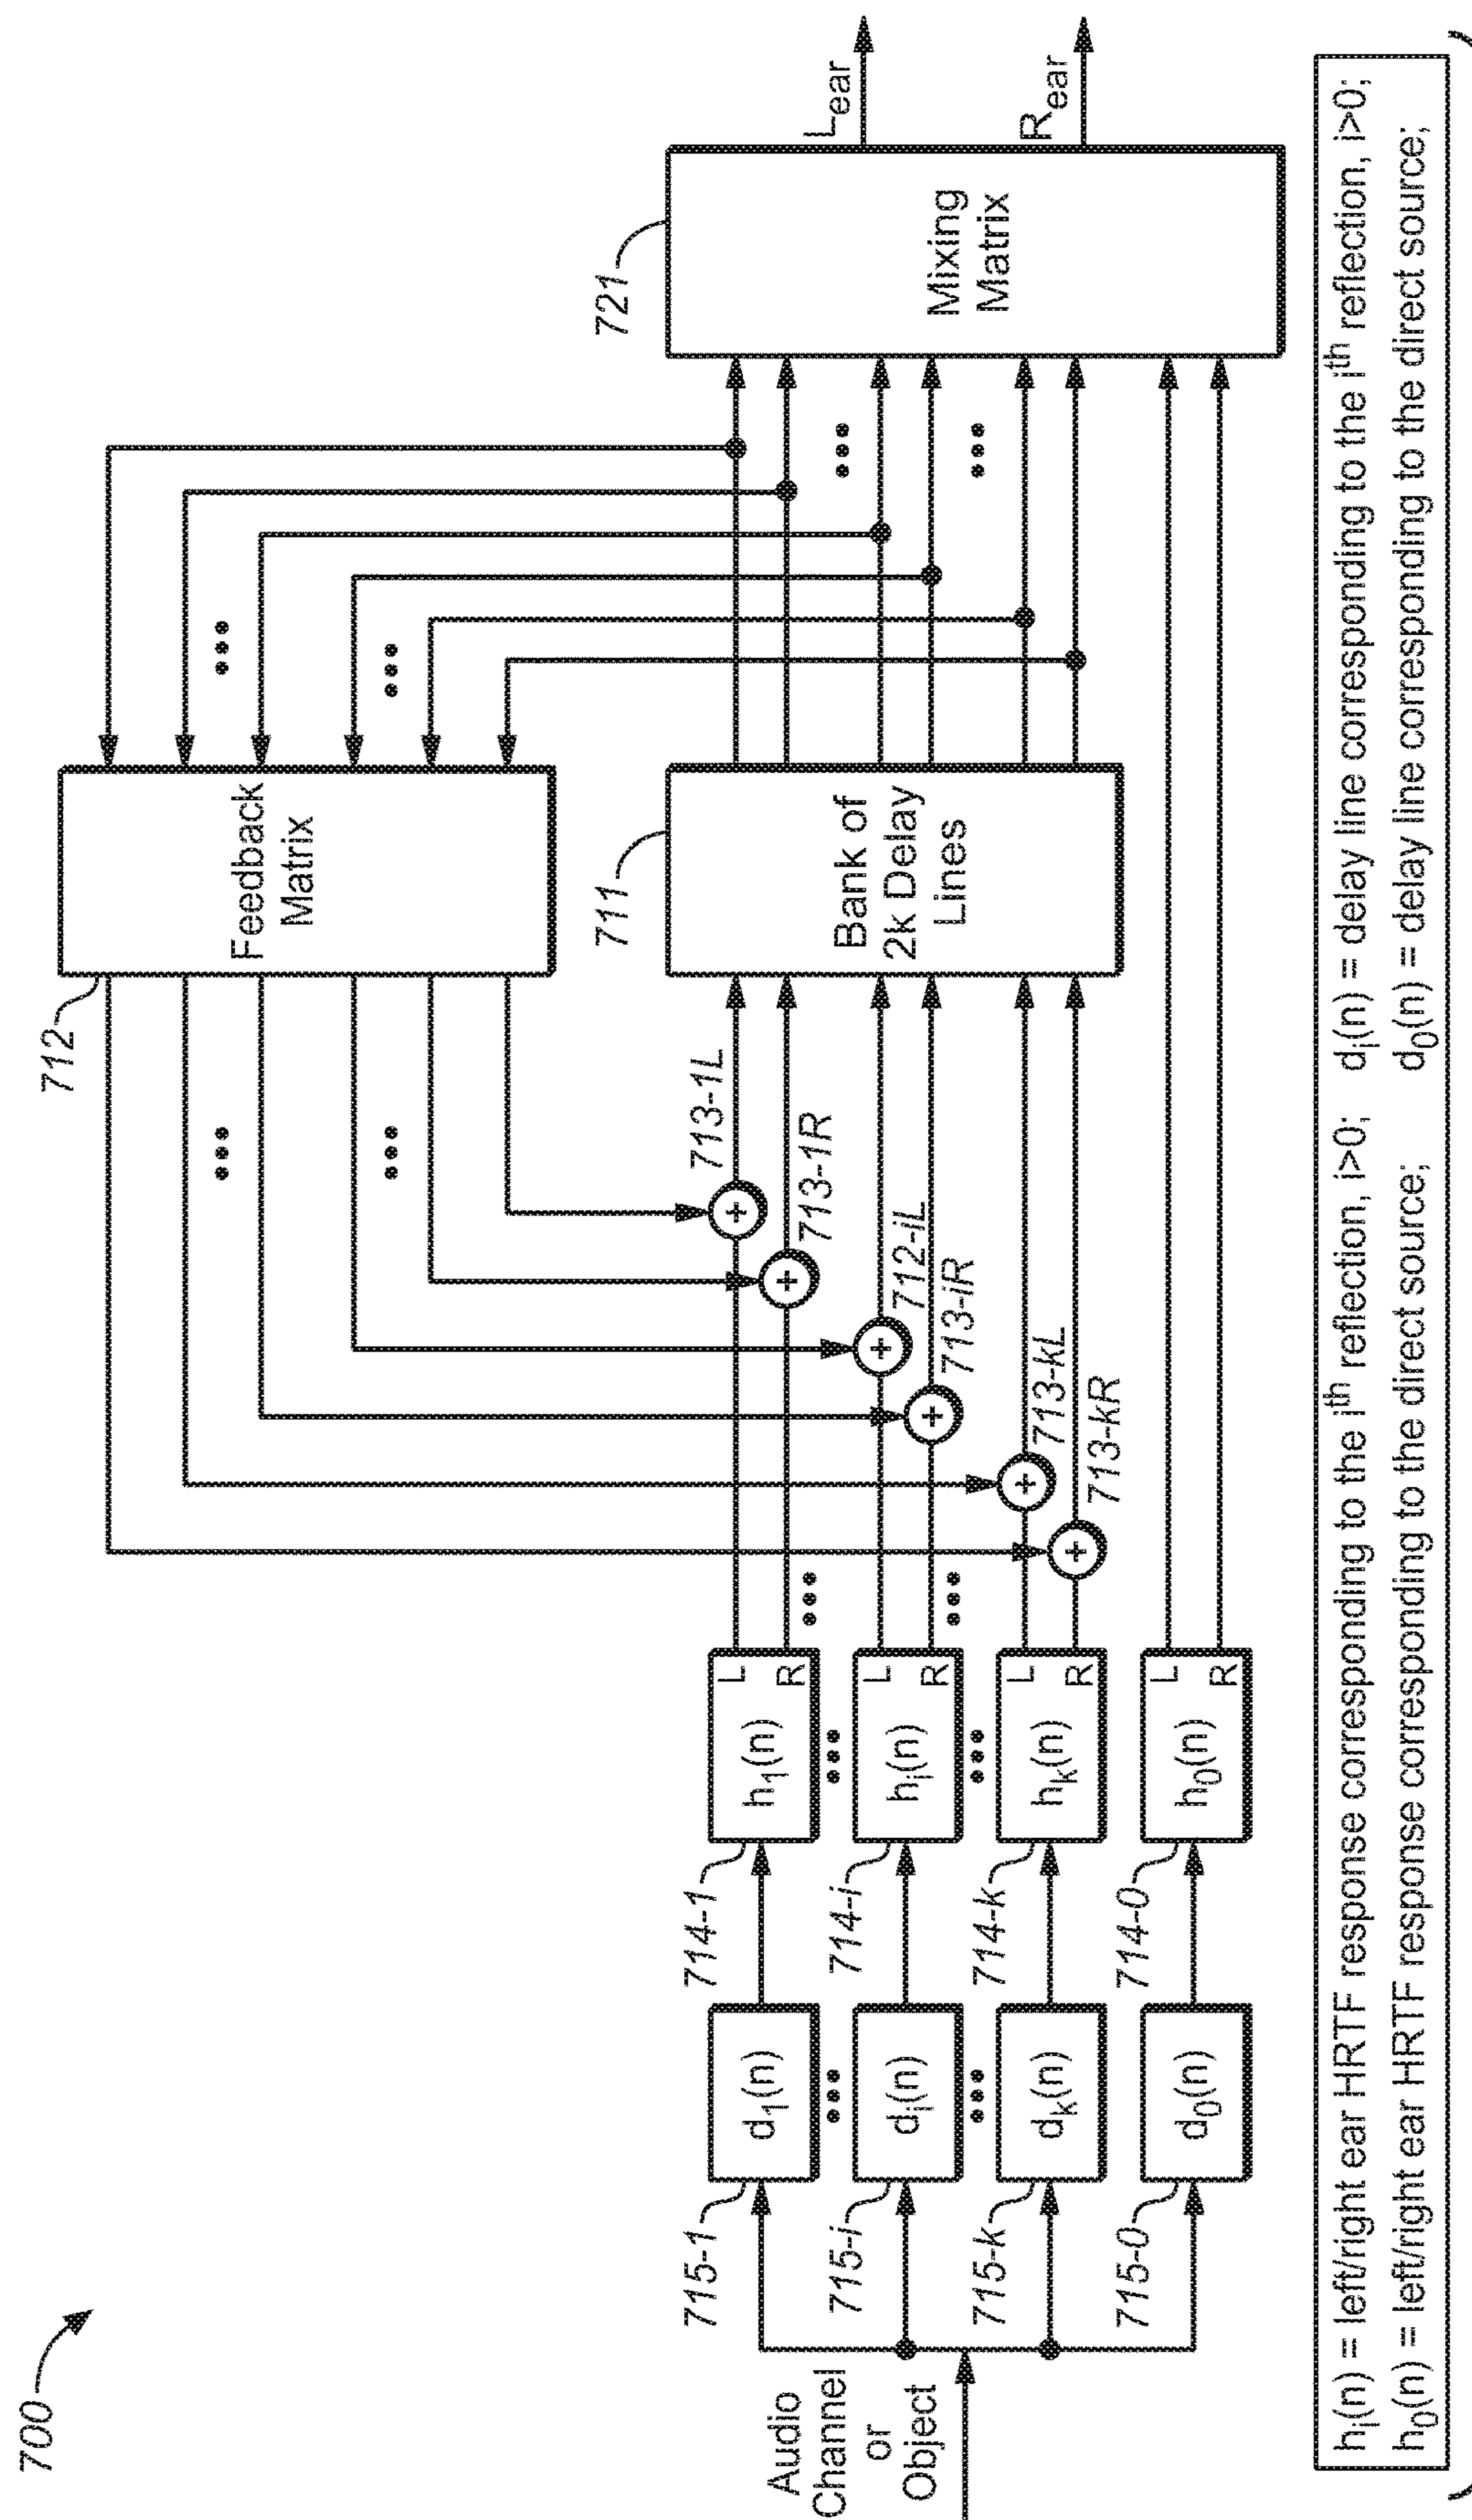 700
Audio
Channel
or
Object
715-1
715-i
715-k
715-0
d1(n)
di(n)
dk(n)
d0(n)
714-1
714-i
714-k
714-0
h1(n)
L
R
hi(n)
L
R
hk(n)
L
R
h0(n)
L
R
713-1L
713-1R
712-iL
713-iR
713-kL
713-kR
712
Feedback
Matrix
711
Bank of
2k Delay
Lines
721
Mixing
Matrix
Lear
Rear
hi(n) = left/right ear HRTF response corresponding to the ith reflection, i>0; di(n) = delay line corresponding to the ith reflection, i>0;
h0(n) = left/right ear HRTF response corresponding to the direct source; d0(n) = delay line corresponding to the direct source;